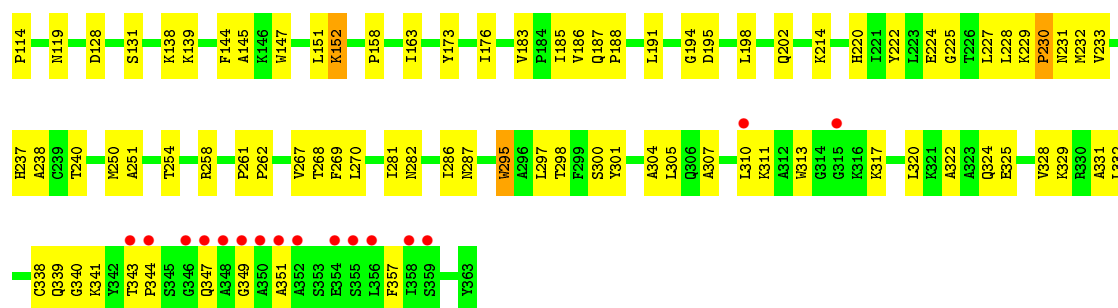 P114 N119 D128 S131 K138 K139 F144 A145 K146 W147 L151 K152 P158 I163 Y173 I176 V183 P184 I185 V186 Q187 P188 L191 G194 D195 L198 Q202 K214 H220 I221 Y222 L223 E224 G225 T226 L227 L228 K229 P230 N231 M232 V233
H237 A238 C239 T240 M250 A251 T254 R258 P261 P262 V267 T268 F269 L270 I281 N282 I286 N287 W295 A296 L297 T298 F299 S300 Y301 A304 L305 Q306 A307 L310 K311 A312 W313 G314 G315 K316 K317 L320 K321 A322 A323 Q324 E325 V328 K329 R330 A331 L332
C338 Q339 G340 K341 Y342 T343 P344 S345 G346 Q347 A348 G349 A350 A351 A352 S353 E354 S355 L356 F357 I358 S359 Y363